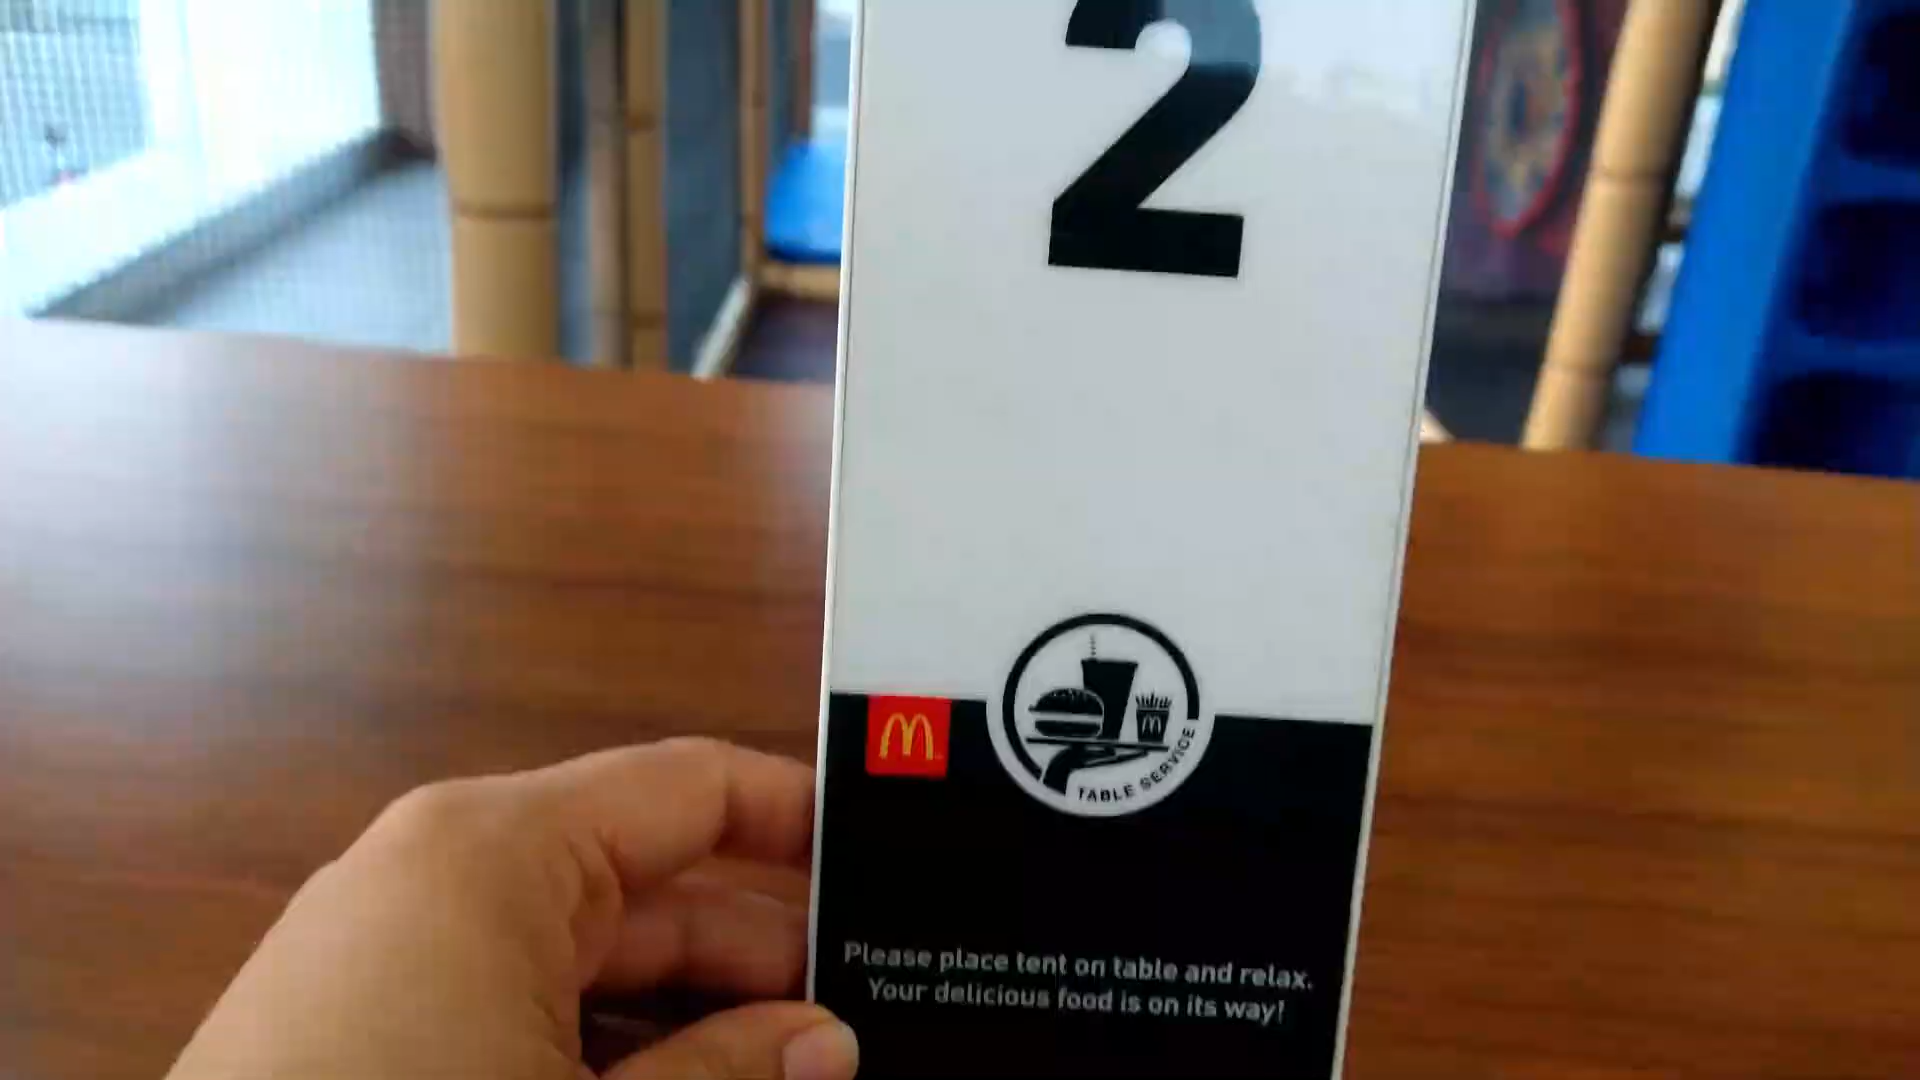 2
TABLE SERVICE
Please place tent on table and relax.
Your delicious food is on its way!